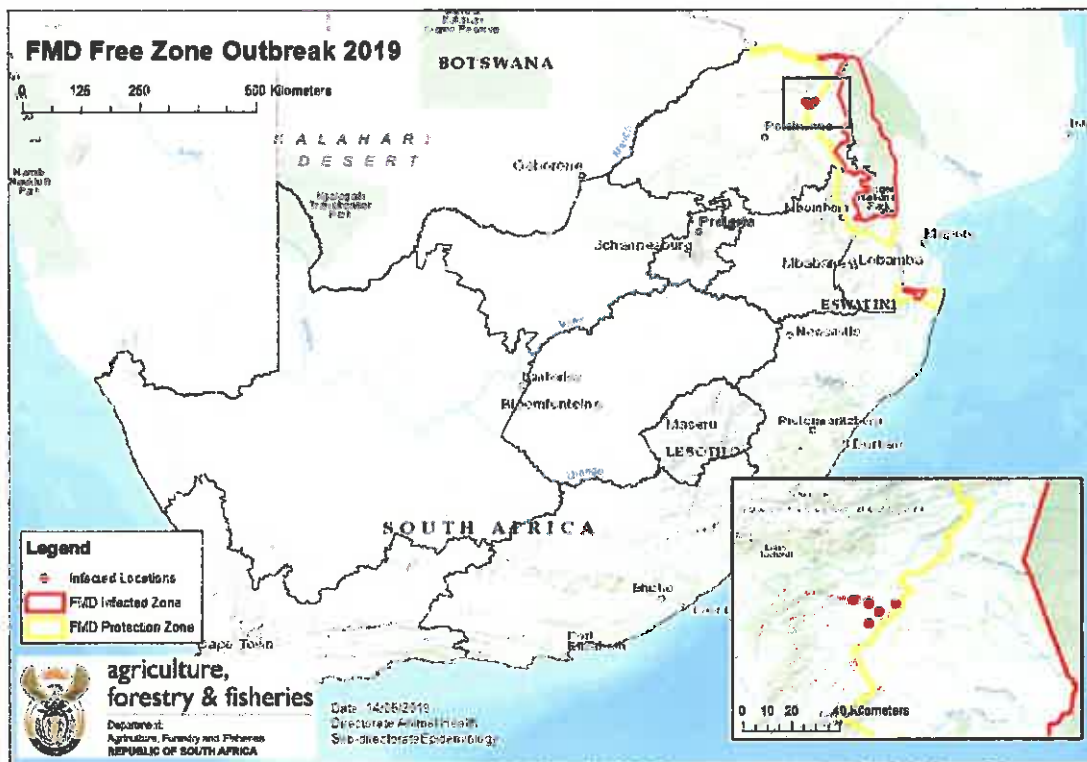 FMD Free Zone Outbreak 2019
0 125 250 500 Kilometers
BOTSWANA
KALAHARI
DESERT
Gaborone
Pretoria
Mbabane
Lobamba
ESWATINI
Newcastle
Bloemfontein
Maseru
LESOTHO
Pietermaritzburg
Durban
SOUTH AFRICA
Bhisho
Port
Elizabeth
Cape Town
Legend
Infected Locations
FMD Infected Zone
FMD Protection Zone
0 10 20 40 Kilometers
agriculture,
forestry & fisheries
Department:
Agriculture, Forestry and Fisheries
REPUBLIC OF SOUTH AFRICA
Directorate Animal Health
Sub-directorate Epidemiology